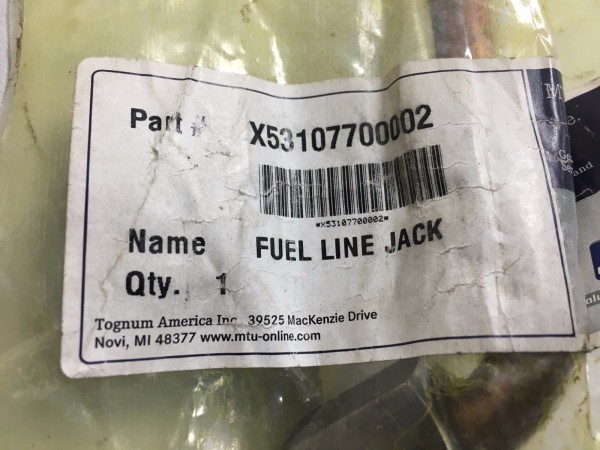 Part # X53107700002
*X53107700002*
Name FUEL LINE JACK
Qty. 1
Tognum America Inc. 39525 MacKenzie Drive
Novi, MI 48377 www.mtu-online.com